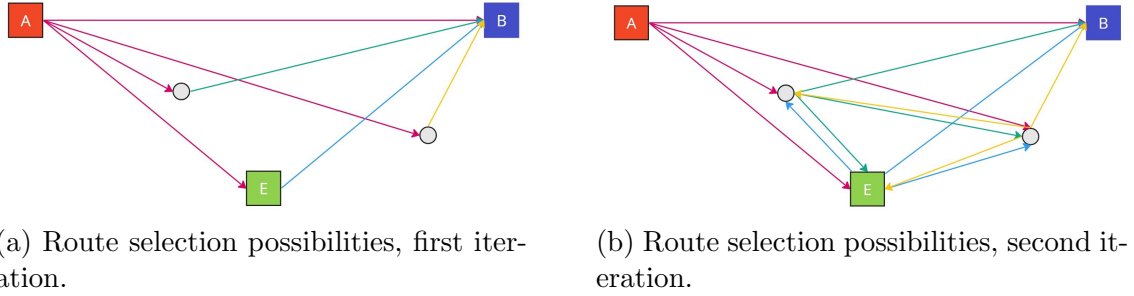 A
B
E
A
B
E
(a) Route selection possibilities, first iter-
ation.
(b) Route selection possibilities, second it-
eration.